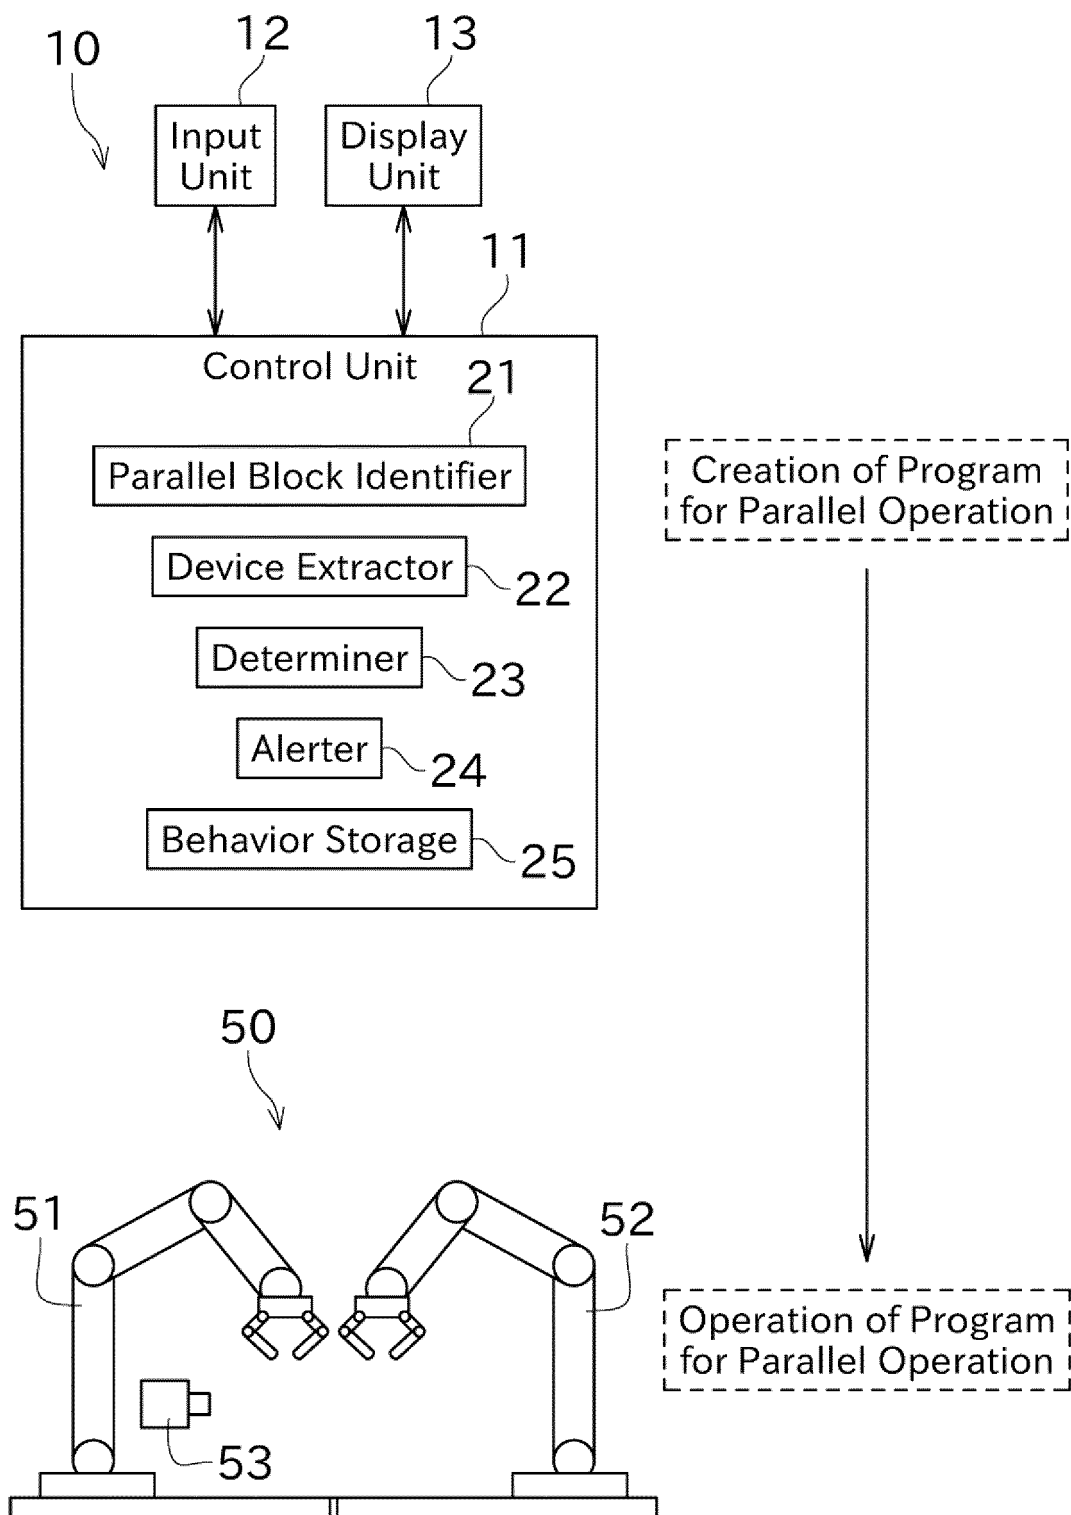 10
12
13
Input
Unit
Display
Unit
11
Control Unit
21
Parallel Block Identifier
Device Extractor
22
Determiner
23
Alerter
24
Behavior Storage
25
Creation of Program
for Parallel Operation
50
51
52
53
Operation of Program
for Parallel Operation